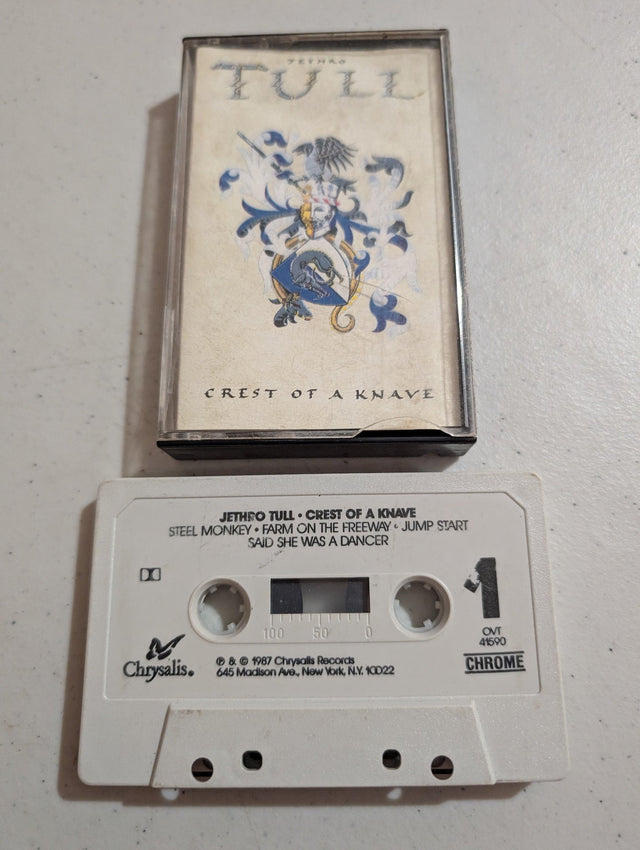 JETHRO
TULL
CREST OF A KNAVE
JETHRO TULL • CREST OF A KNAVE
STEEL MONKEY • FARM ON THE FREEWAY • JUMP START
SAID SHE WAS A DANCER
1
100 50 0
OVT
41590
CHROME
Chrysalis®
℗ & © 1987 Chrysalis Records
645 Madison Ave., New York, N.Y. 10022